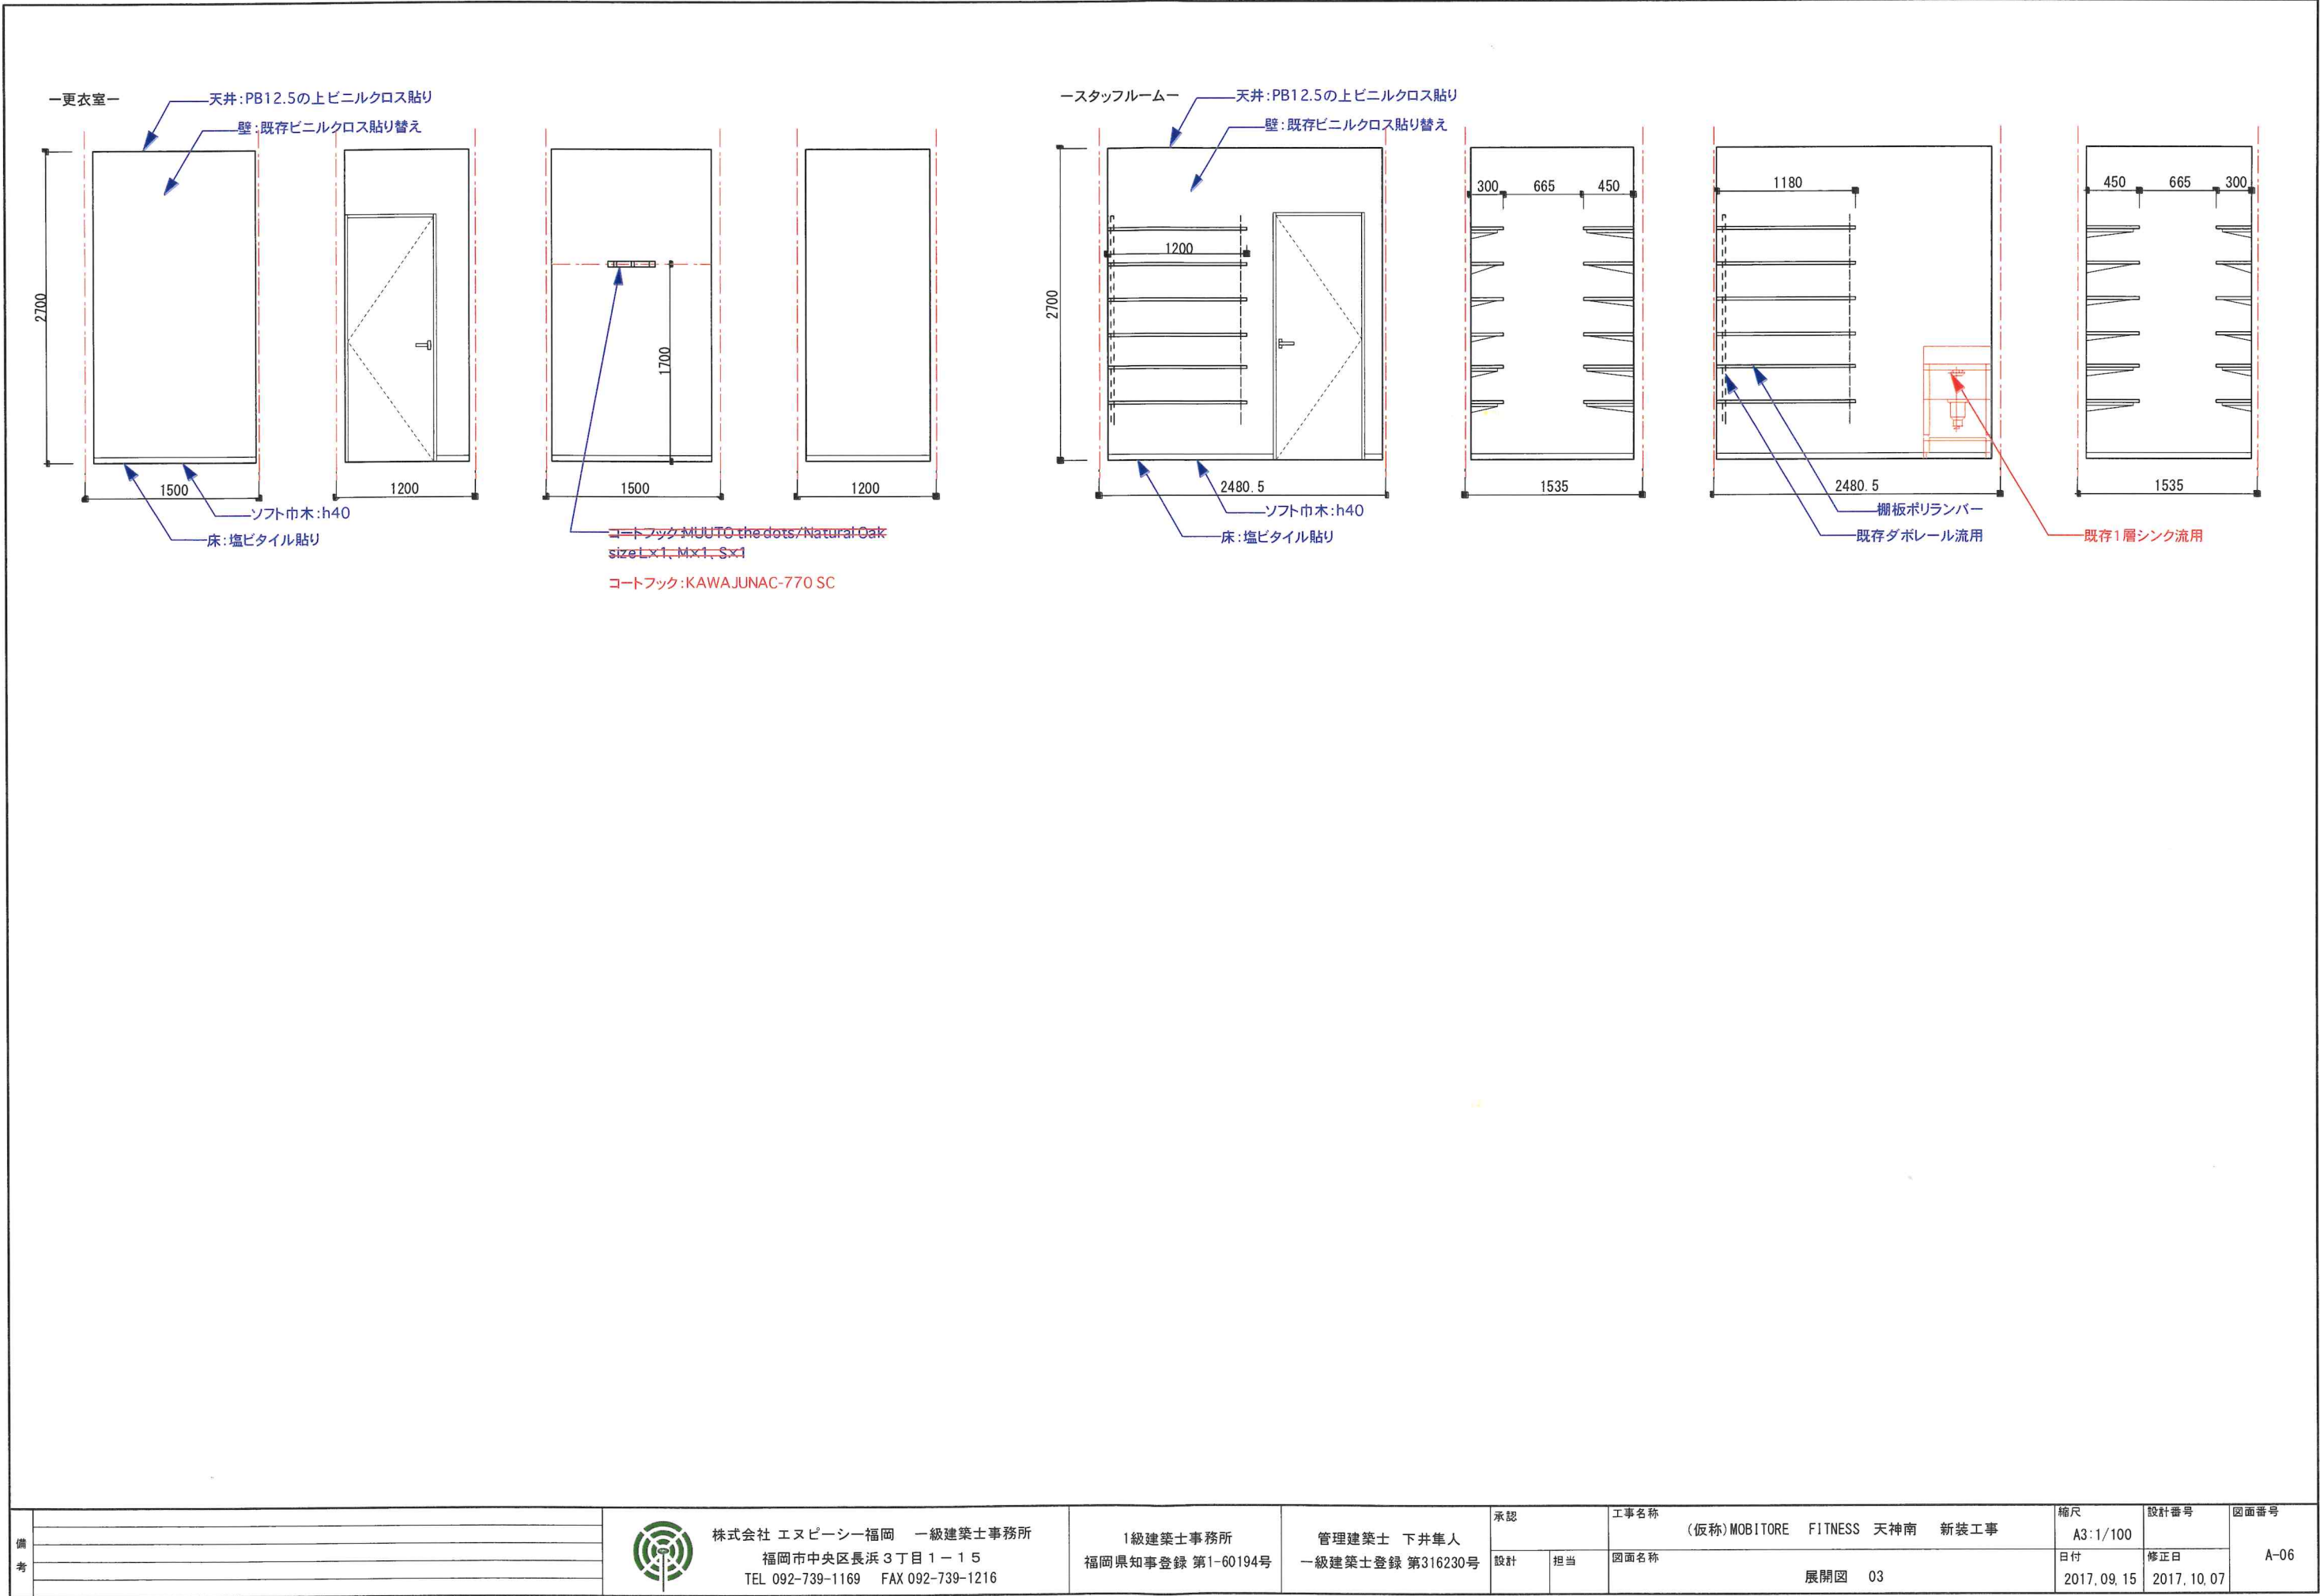 ー更衣室ー
天井:PB12.5の上ビニルクロス貼り
壁:既存ビニルクロス貼り替え
2700
1500
1200
1700
1500
1200
ソフト巾木:h40
床:塩ビタイル貼り
コートフック:MUUTO the dots/Natural Oak
size L×1、M×1、S×1
コートフック:KAWAJUNAC-770 SC
ースタッフルームー
天井:PB12.5の上ビニルクロス貼り
壁:既存ビニルクロス貼り替え
2700
1200
300 665 450
1180
450 665 300
2480.5
1535
2480.5
1535
ソフト巾木:h40
床:塩ビタイル貼り
棚板ポリランバー
既存ダボレール流用
既存1層シンク流用
備考
株式会社 エヌピーシー福岡 一級建築士事務所
福岡市中央区長浜3丁目1-15
TEL 092-739-1169 FAX 092-739-1216
1級建築士事務所
福岡県知事登録 第1-60194号
管理建築士 下井隼人
一級建築士登録 第316230号
承認
設計 担当
工事名称
(仮称)MOBITORE FITNESS 天神南 新装工事
図面名称
展開図 03
縮尺
A3:1/100
設計番号
日付
2017.09.15
修正日
2017.10.07
図面番号
A-06